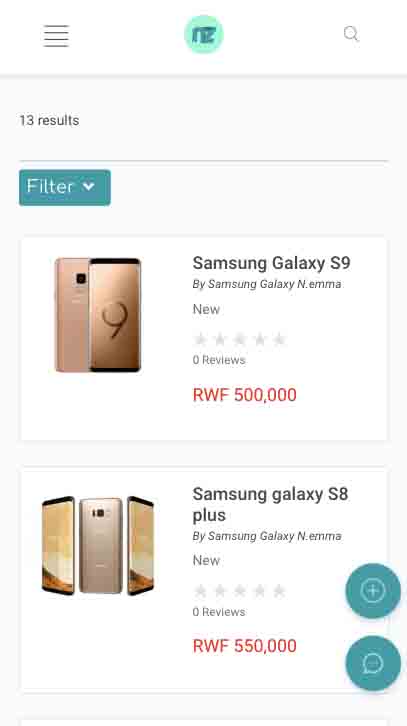 nz
13 results
Filter
Samsung Galaxy S9
By Samsung Galaxy N.emma
New
0 Reviews
RWF 500,000
9
Samsung galaxy S8
plus
By Samsung Galaxy N.emma
New
0 Reviews
RWF 550,000